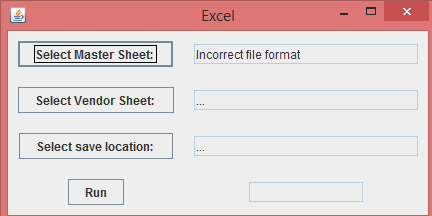 Excel
Select Master Sheet: Incorrect file format
Select Vendor Sheet: ...
Select save location: ...
Run